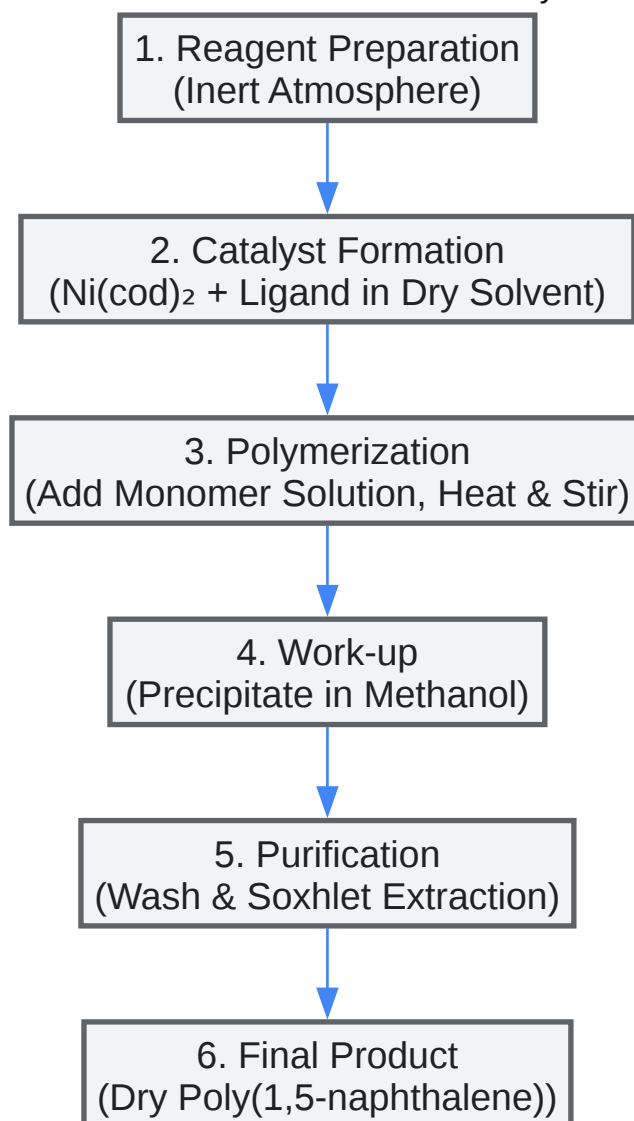 1. Reagent Preparation
(Inert Atmosphere)
2. Catalyst Formation
(Ni(cod)₂ + Ligand in Dry Solvent)
3. Polymerization
(Add Monomer Solution, Heat & Stir)
4. Work-up
(Precipitate in Methanol)
5. Purification
(Wash & Soxhlet Extraction)
6. Final Product
(Dry Poly(1,5-naphthalene))